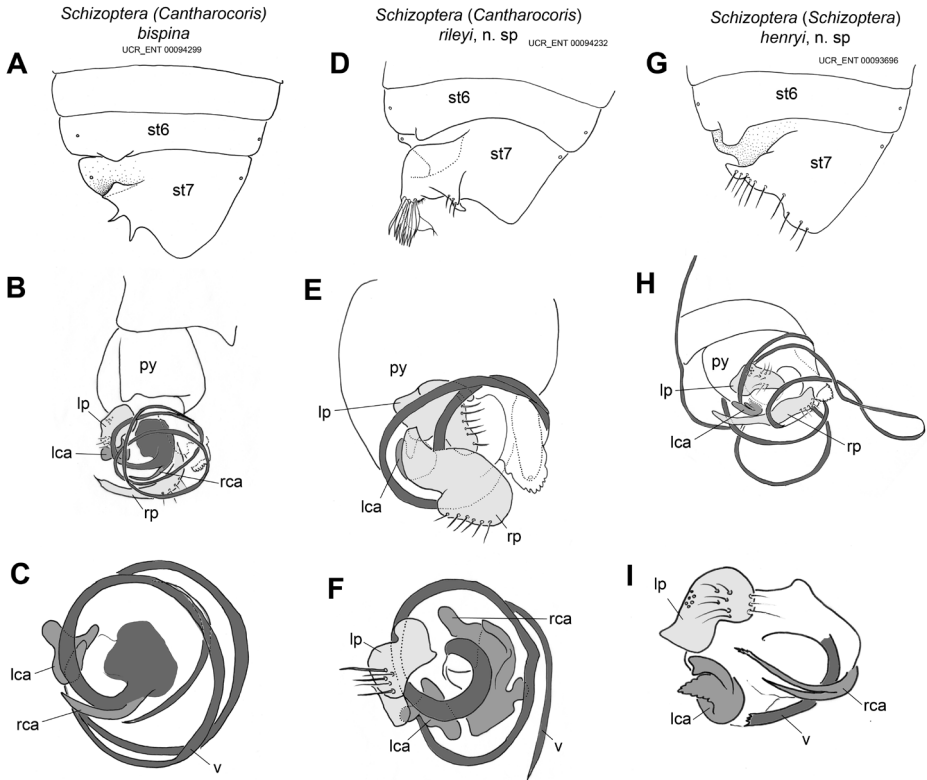 Schizoptera (Cantharocoris)
bispina
UCR_ENT 00094299
Schizoptera (Cantharocoris)
rileyi, n. sp
UCR_ENT 00094232
Schizoptera (Schizoptera)
henryi, n. sp
UCR_ENT 00093696
A
st6
st7
D
st6
st7
G
st6
st7
B
py
lp
lca
rca
rp
E
py
lp
lca
rp
H
py
lp
lca
rp
C
lca
rca
v
F
lp
rca
lca
v
I
lp
lca
rca
v